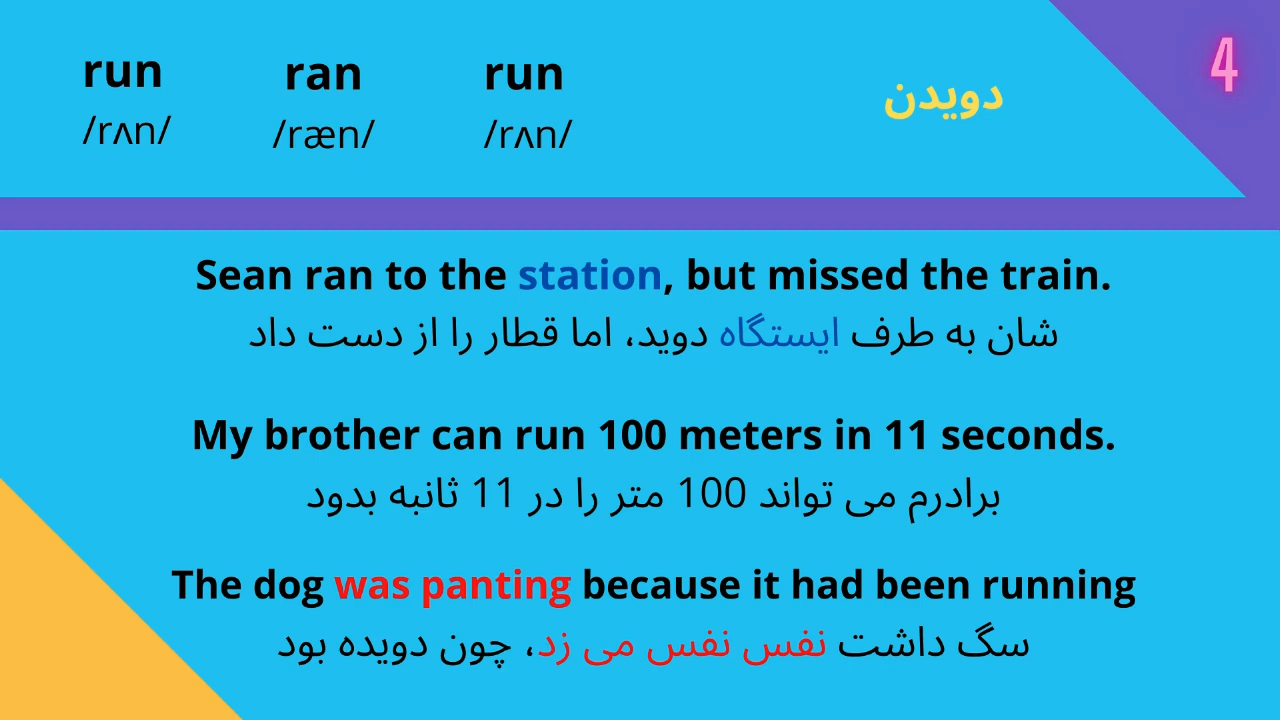 run ran run دویدن 4
/rʌn/ /ræn/ /rʌn/
Sean ran to the station, but missed the train.
شان به طرف ایستگاه دوید، اما قطار را از دست داد
My brother can run 100 meters in 11 seconds.
برادرم می تواند 100 متر را در 11 ثانبه بدود
The dog was panting because it had been running
سگ داشت نفس نفس می زد، چون دویده بود